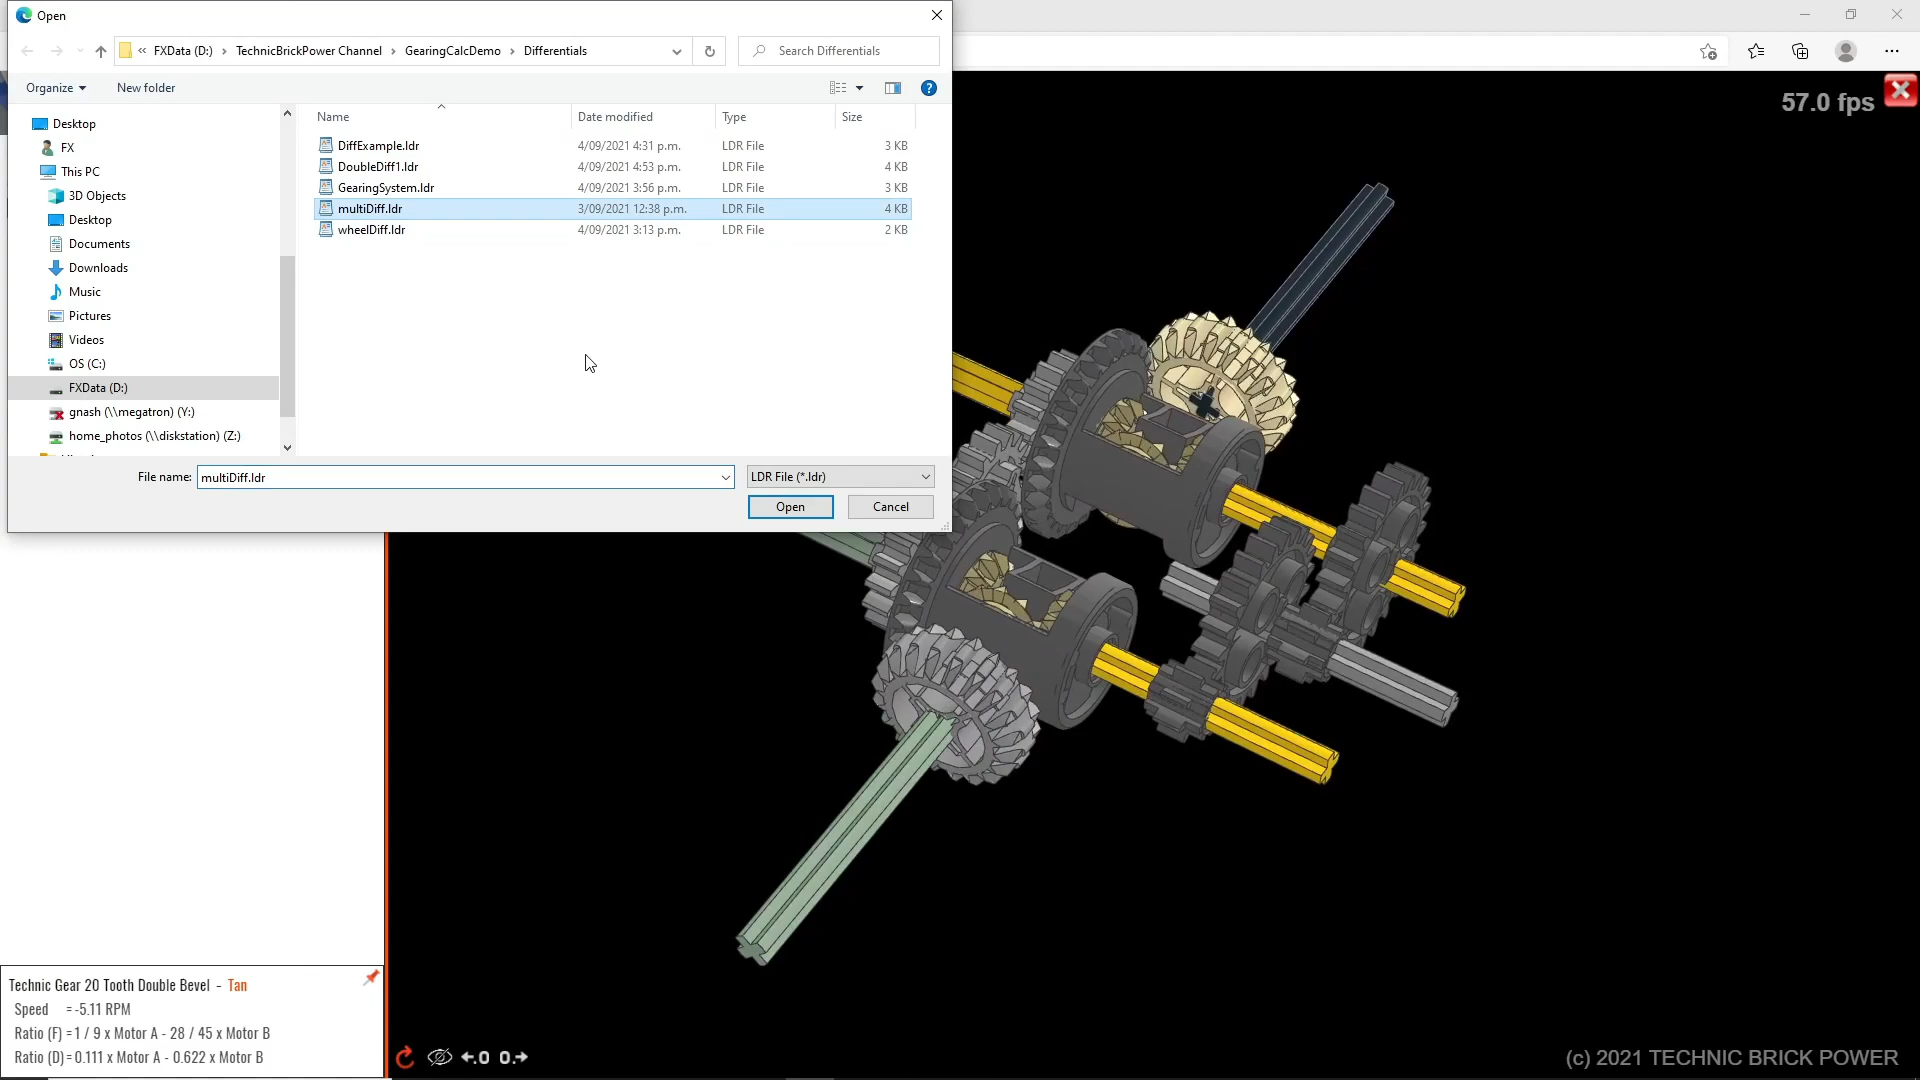 Open
« FXData (D:) › TechnicBrickPower Channel › GearingCalcDemo › Differentials
Search Differentials
Organize
New folder
Desktop
FX
This PC
3D Objects
Desktop
Documents
Downloads
Music
Pictures
Videos
OS (C:)
FXData (D:)
gnash (\\megatron) (Y:)
home_photos (\\diskstation) (Z:)
Name Date modified Type Size
DiffExample.ldr 4/09/2021 4:31 p.m. LDR File 3 KB
DoubleDiff1.ldr 4/09/2021 4:53 p.m. LDR File 4 KB
GearingSystem.ldr 4/09/2021 3:56 p.m. LDR File 3 KB
multiDiff.ldr 3/09/2021 12:38 p.m. LDR File 4 KB
wheelDiff.ldr 4/09/2021 3:13 p.m. LDR File 2 KB
File name: multiDiff.ldr
LDR File (*.ldr)
Open
Cancel
57.0 fps
Technic Gear 20 Tooth Double Bevel - Tan
Speed = -5.11 RPM
Ratio (F) = 1 / 9 x Motor A - 28 / 45 x Motor B
Ratio (D)= 0.111 x Motor A - 0.622 x Motor B
←.0 0.→
(c) 2021 TECHNIC BRICK POWER